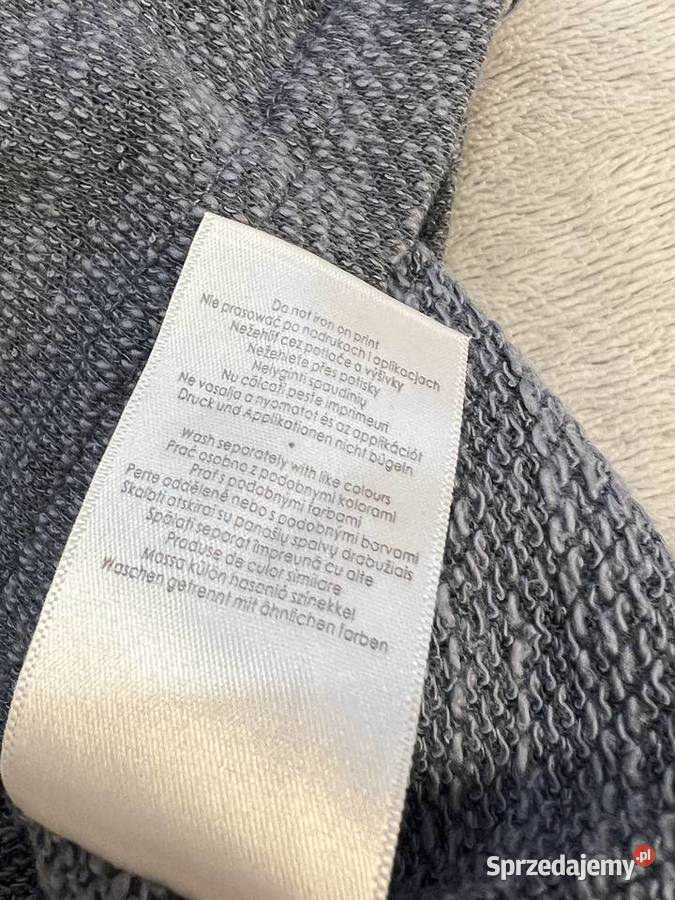 Do not iron on print
Nie prasować po nadrukach i aplikacjach
Nežehliť cez potlače a výšivky
Nežehlete přes potisky
Nelyginti spaudinių
Nu călcați peste imprimeuri
Ne vasalja a nyomatot és az applikációt
Druck und Applikationen nicht bügeln
•
Wash separately with like colours
Prać osobno z podobnymi kolorami
Prať s podobnými farbami
Perte odděleně nebo s podobnými barvami
Skalbti atskirai su panašių spalvų drabužiais
Spălați separat împreună cu alte
Produse de culor similare
Mossa külön hasonló színekkel
Waschen getrennt mit ähnlichen farben
Sprzedajemy.pl